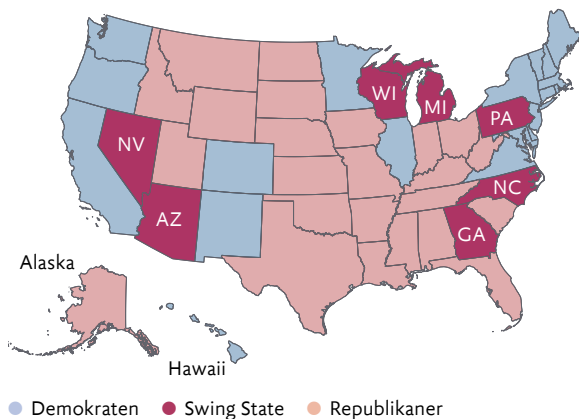 WI
MI
PA
NV
NC
AZ
GA
Alaska
Hawaii
Demokraten Swing State Republikaner